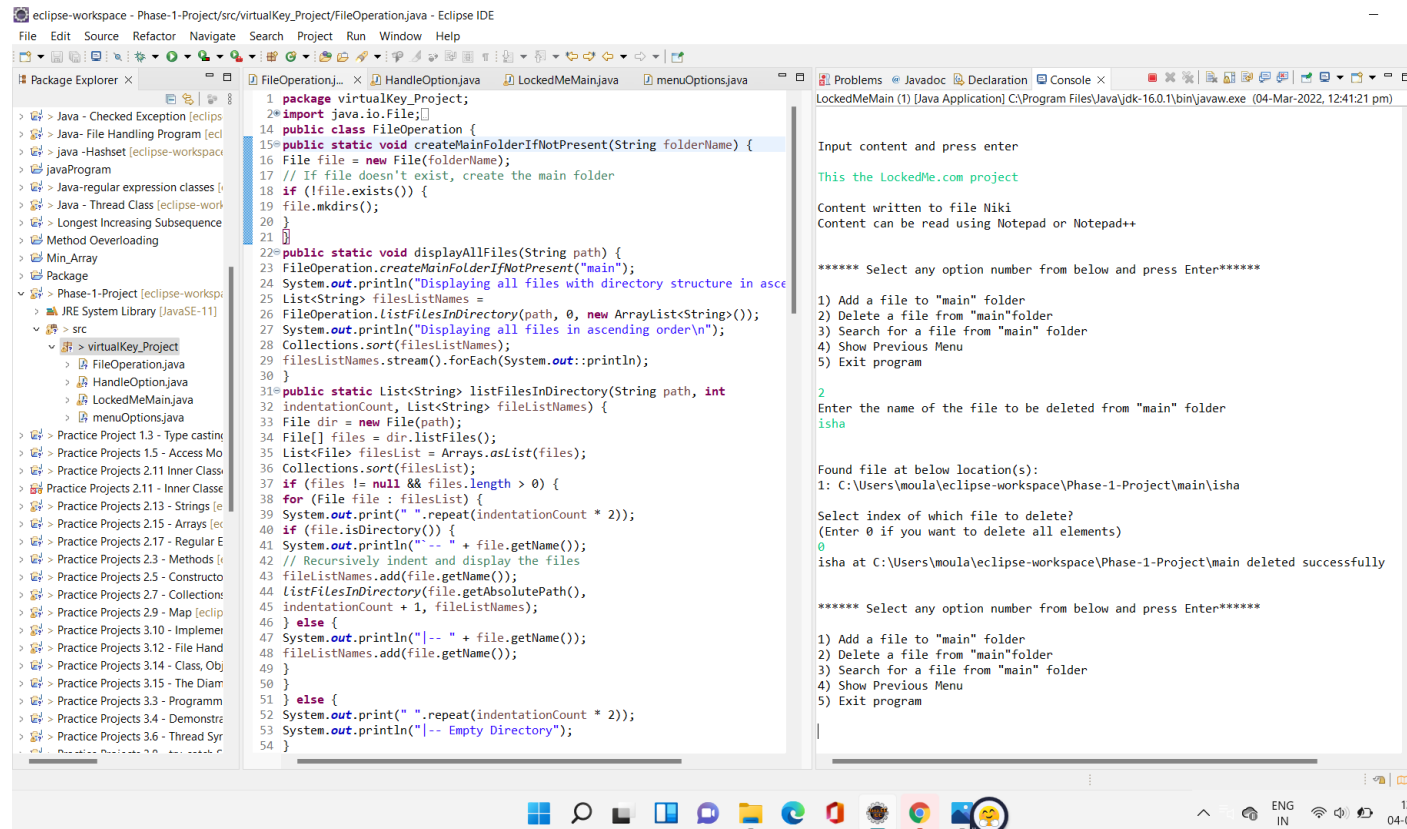 eclipse-workspace - Phase-1-Project/src/virtualKey_Project/FileOperation.java - Eclipse IDE
File Edit Source Refactor Navigate Search Project Run Window Help
Package Explorer
> Java - Checked Exception [eclips
> Java- File Handling Program [ecl
> java -Hashset [eclipse-workspace
javaProgram
> Java-regular expression classes [
> Java - Thread Class [eclipse-work
> Longest Increasing Subsequence
Method Oeverloading
Min_Array
Package
> Phase-1-Project [eclipse-worksp
JRE System Library [JavaSE-11]
> src
> virtualKey_Project
> FileOperation.java
> HandleOption.java
> LockedMeMain.java
> menuOptions.java
> Practice Project 1.3 - Type casting
> Practice Projects 1.5 - Access Mo
> Practice Projects 2.11 Inner Class
Practice Projects 2.11 - Inner Classe
> Practice Projects 2.13 - Strings [e
> Practice Projects 2.15 - Arrays [ec
> Practice Projects 2.17 - Regular E
> Practice Projects 2.3 - Methods [
> Practice Projects 2.5 - Constructo
> Practice Projects 2.7 - Collections
> Practice Projects 2.9 - Map [eclip
> Practice Projects 3.10 - Implemen
> Practice Projects 3.12 - File Hand
> Practice Projects 3.14 - Class, Obj
> Practice Projects 3.15 - The Diam
> Practice Projects 3.3 - Programm
> Practice Projects 3.4 - Demonstra
> Practice Projects 3.6 - Thread Syr
FileOperation.j... HandleOption.java LockedMeMain.java menuOptions.java
1 package virtualKey_Project;
2 import java.io.File;
14 public class FileOperation {
15 public static void createMainFolderIfNotPresent(String folderName) {
16 File file = new File(folderName);
17 // If file doesn't exist, create the main folder
18 if (!file.exists()) {
19 file.mkdirs();
20 }
21 }
22 public static void displayAllFiles(String path) {
23 FileOperation.createMainFolderIfNotPresent("main");
24 System.out.println("Displaying all files with directory structure in asce
25 List<String> filesListNames =
26 FileOperation.listFilesInDirectory(path, 0, new ArrayList<String>());
27 System.out.println("Displaying all files in ascending order\n");
28 Collections.sort(filesListNames);
29 filesListNames.stream().forEach(System.out::println);
30 }
31 public static List<String> listFilesInDirectory(String path, int
32 indentationCount, List<String> fileListNames) {
33 File dir = new File(path);
34 File[] files = dir.listFiles();
35 List<File> filesList = Arrays.asList(files);
36 Collections.sort(filesList);
37 if (files != null && files.length > 0) {
38 for (File file : filesList) {
39 System.out.print(" ".repeat(indentationCount * 2));
40 if (file.isDirectory()) {
41 System.out.println("`-- " + file.getName());
42 // Recursively indent and display the files
43 fileListNames.add(file.getName());
44 listFilesInDirectory(file.getAbsolutePath(),
45 indentationCount + 1, fileListNames);
46 } else {
47 System.out.println("|-- " + file.getName());
48 fileListNames.add(file.getName());
49 }
50 }
51 } else {
52 System.out.print(" ".repeat(indentationCount * 2));
53 System.out.println("|-- Empty Directory");
54 }
Problems Javadoc Declaration Console
LockedMeMain (1) [Java Application] C:\Program Files\Java\jdk-16.0.1\bin\javaw.exe (04-Mar-2022, 12:41:21 pm)
Input content and press enter
This the LockedMe.com project
Content written to file Niki
Content can be read using Notepad or Notepad++
****** Select any option number from below and press Enter******
1) Add a file to "main" folder
2) Delete a file from "main"folder
3) Search for a file from "main" folder
4) Show Previous Menu
5) Exit program
2
Enter the name of the file to be deleted from "main" folder
isha
Found file at below location(s):
1: C:\Users\moula\eclipse-workspace\Phase-1-Project\main\isha
Select index of which file to delete?
(Enter 0 if you want to delete all elements)
0
isha at C:\Users\moula\eclipse-workspace\Phase-1-Project\main deleted successfully
****** Select any option number from below and press Enter******
1) Add a file to "main" folder
2) Delete a file from "main"folder
3) Search for a file from "main" folder
4) Show Previous Menu
5) Exit program
ENG
IN